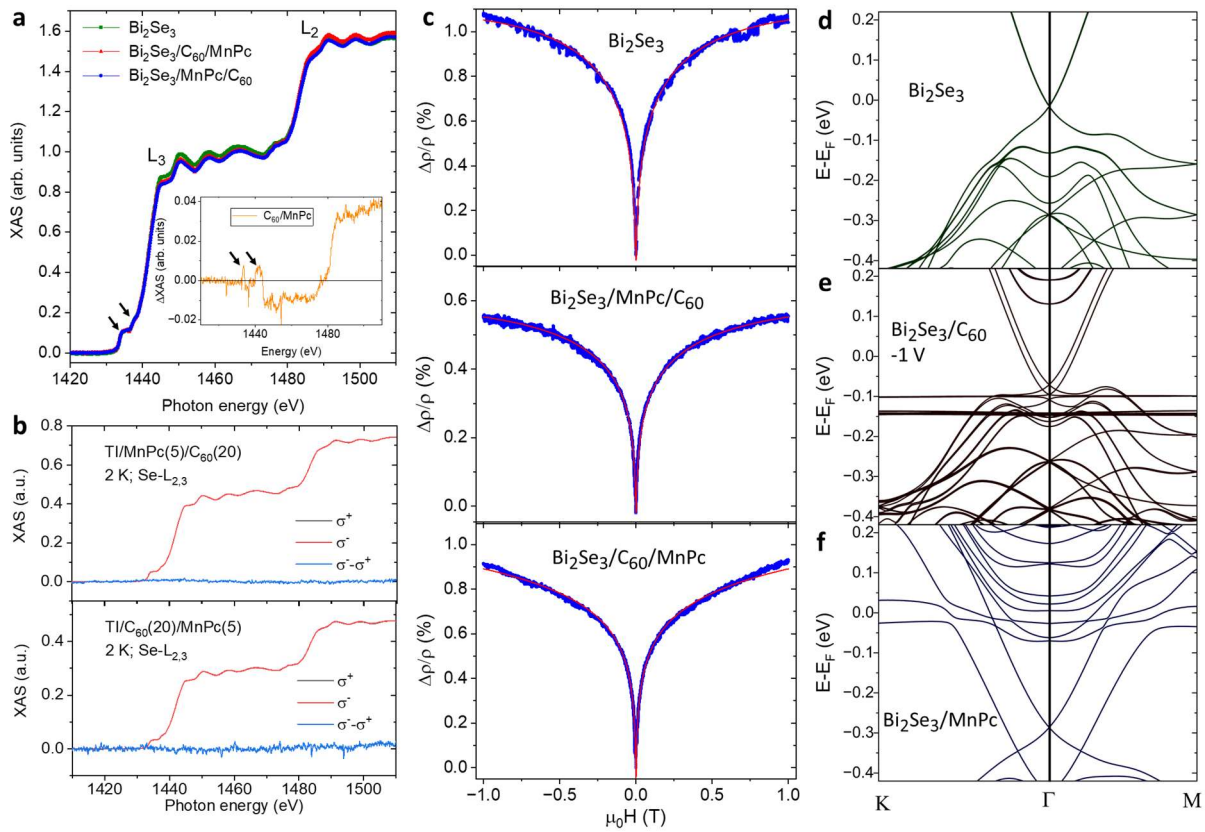 a
Bi₂Se₃
Bi₂Se₃/C₆₀/MnPc
Bi₂Se₃/MnPc/C₆₀
L₂
L₃
XAS (arb. units)
1.6
1.4
1.2
1.0
0.8
0.6
0.4
0.2
0.0
1420 1440 1460 1480 1500
Photon energy (eV)
C₆₀/MnPc
ΔXAS (arb. units)
0.04
0.02
0.00
−0.02
1440 1480
Energy (eV)
b
XAS (a.u.)
0.8
0.6
0.4
0.2
0.0
TI/MnPc(5)/C₆₀(20)
2 K; Se-L₂,₃
σ⁺
σ⁻
σ⁻-σ⁺
XAS (a.u.)
0.4
0.2
0.0
TI/C₆₀(20)/MnPc(5)
2 K; Se-L₂,₃
σ⁺
σ⁻
σ⁻-σ⁺
1420 1440 1460 1480 1500
Photon energy (eV)
c
Δρ/ρ (%)
1.0
0.8
0.6
0.4
0.2
0.0
Bi₂Se₃
Δρ/ρ (%)
0.6
0.4
0.2
0.0
Bi₂Se₃/MnPc/C₆₀
Δρ/ρ (%)
1.0
0.8
0.6
0.4
0.2
0.0
Bi₂Se₃/C₆₀/MnPc
−1.0 −0.5 0.0 0.5 1.0
μ₀H (T)
d
E-E_F (eV)
0.2
0.1
0.0
−0.1
−0.2
−0.3
−0.4
Bi₂Se₃
e
E-E_F (eV)
0.2
0.1
0.0
−0.1
−0.2
−0.3
−0.4
Bi₂Se₃/C₆₀
-1 V
f
E-E_F (eV)
0.2
0.1
0.0
−0.1
−0.2
−0.3
−0.4
Bi₂Se₃/MnPc
K Γ M